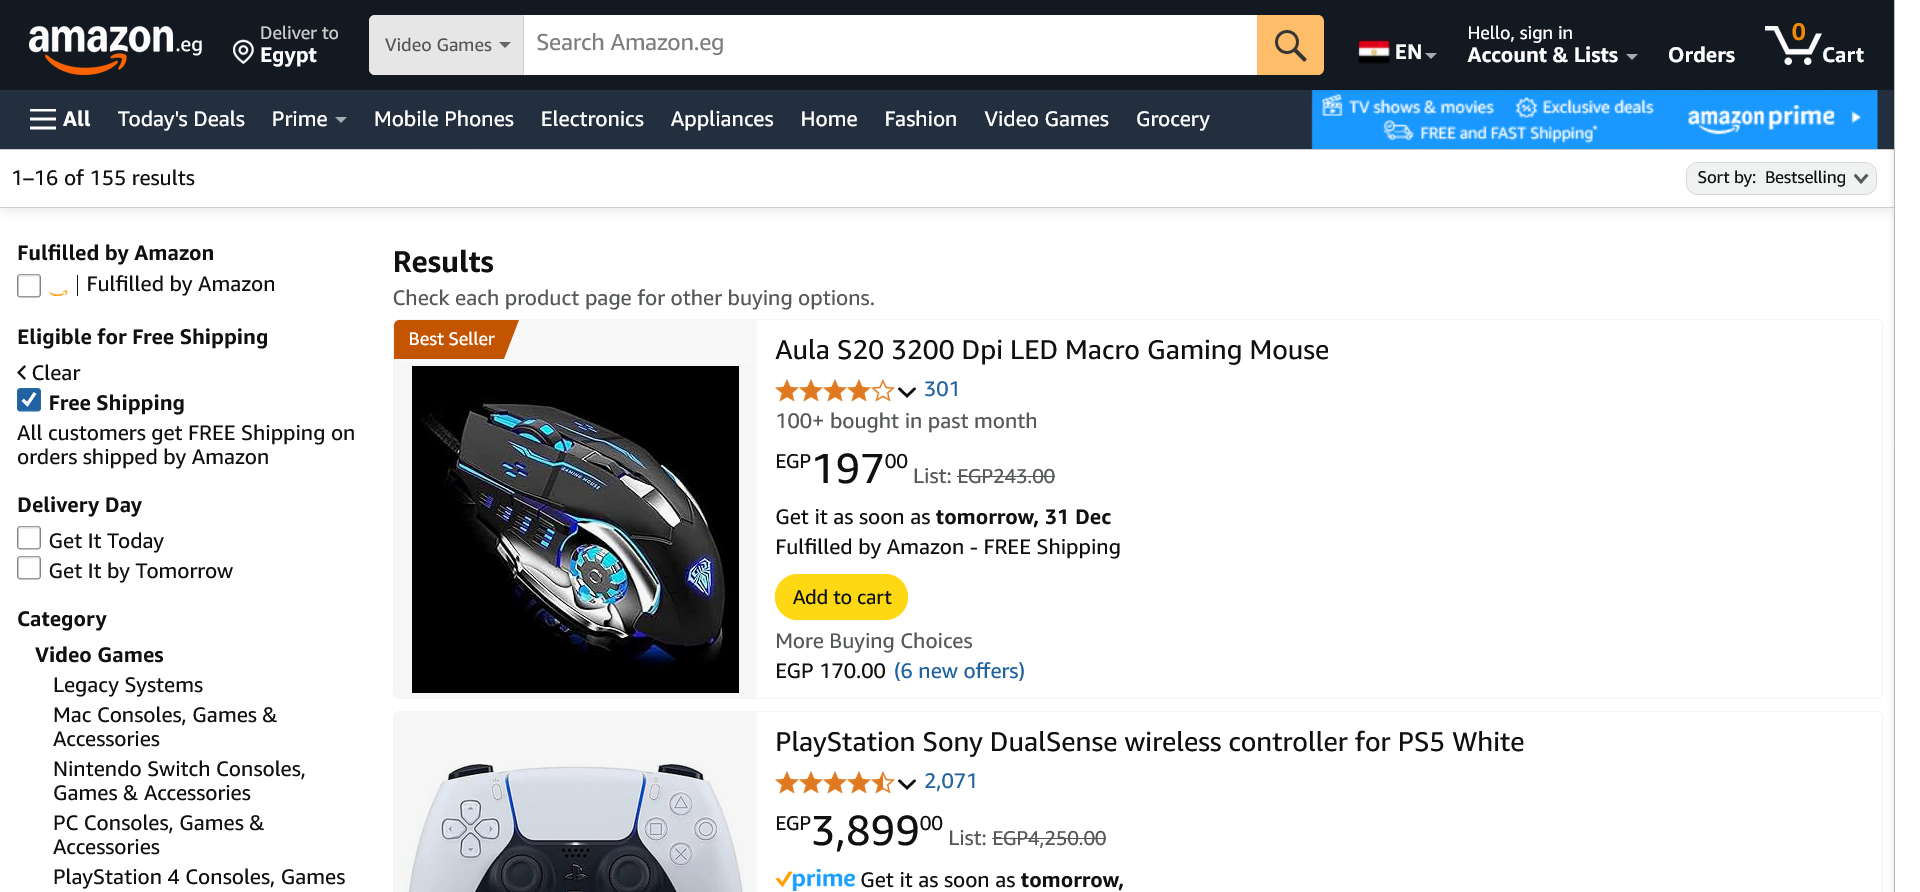 amazon.eg
Deliver to
Egypt
Video Games
Search Amazon.eg
EN
Hello, sign in
Account & Lists
Orders
0
Cart
All
Today's Deals
Prime
Mobile Phones
Electronics
Appliances
Home
Fashion
Video Games
Grocery
TV shows & movies
Exclusive deals
FREE and FAST Shipping*
amazon prime
1–16 of 155 results
Sort by: Bestselling
Fulfilled by Amazon
| Fulfilled by Amazon
Eligible for Free Shipping
Clear
Free Shipping
All customers get FREE Shipping on
orders shipped by Amazon
Delivery Day
Get It Today
Get It by Tomorrow
Category
Video Games
Legacy Systems
Mac Consoles, Games &
Accessories
Nintendo Switch Consoles,
Games & Accessories
PC Consoles, Games &
Accessories
PlayStation 4 Consoles, Games
Results
Check each product page for other buying options.
Best Seller
GAMING MOUSE
Aula S20 3200 Dpi LED Macro Gaming Mouse
301
100+ bought in past month
EGP19700 List: EGP243.00
Get it as soon as tomorrow, 31 Dec
Fulfilled by Amazon - FREE Shipping
Add to cart
More Buying Choices
EGP 170.00 (6 new offers)
PlayStation Sony DualSense wireless controller for PS5 White
2,071
EGP3,89900 List: EGP4,250.00
prime Get it as soon as tomorrow,